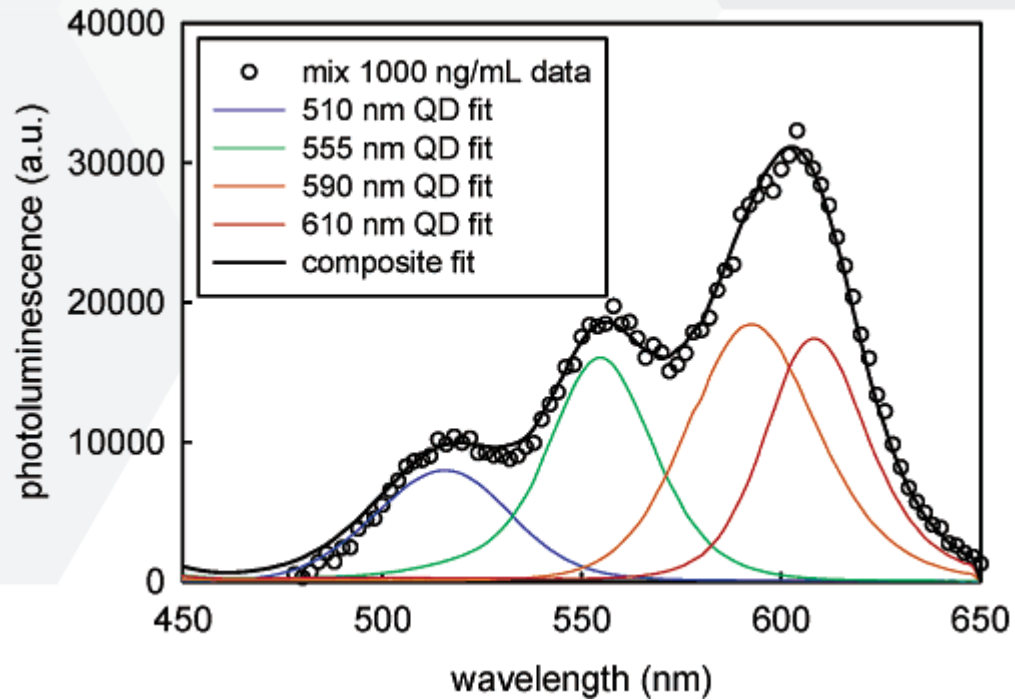 40000
30000
20000
10000
0
photoluminescence (a.u.)
mix 1000 ng/mL data
510 nm QD fit
555 nm QD fit
590 nm QD fit
610 nm QD fit
composite fit
450 500 550 600 650
wavelength (nm)